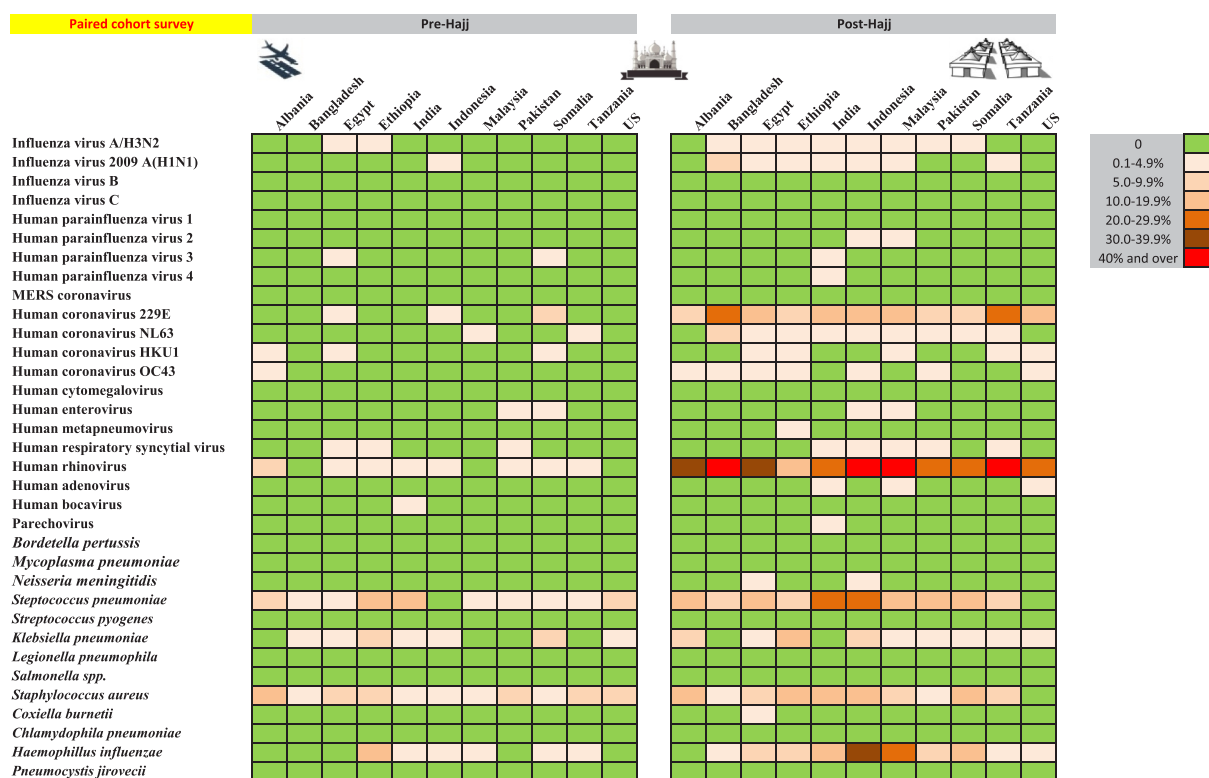 Paired cohort survey Pre-Hajj Post-Hajj
Albania Bangladesh Egypt Ethiopia India Indonesia Malaysia Pakistan Somalia Tanzania US Albania Bangladesh Egypt Ethiopia India Indonesia Malaysia Pakistan Somalia Tanzania US
Influenza virus A/H3N2 0
Influenza virus 2009 A(H1N1) 0.1-4.9%
Influenza virus B 5.0-9.9%
Influenza virus C 10.0-19.9%
Human parainfluenza virus 1 20.0-29.9%
Human parainfluenza virus 2 30.0-39.9%
Human parainfluenza virus 3 40% and over
Human parainfluenza virus 4
MERS coronavirus
Human coronavirus 229E
Human coronavirus NL63
Human coronavirus HKU1
Human coronavirus OC43
Human cytomegalovirus
Human enterovirus
Human metapneumovirus
Human respiratory syncytial virus
Human rhinovirus
Human adenovirus
Human bocavirus
Parechovirus
Bordetella pertussis
Mycoplasma pneumoniae
Neisseria meningitidis
Steptococcus pneumoniae
Streptococcus pyogenes
Klebsiella pneumoniae
Legionella pneumophila
Salmonella spp.
Staphylococcus aureus
Coxiella burnetii
Chlamydophila pneumoniae
Haemophillus influenzae
Pneumocystis jirovecii